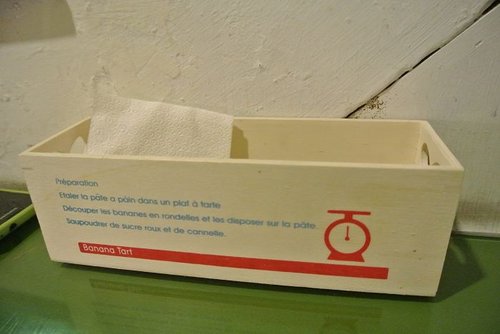 Préparation
Etaler la pâte a pain dans un plat à tarte
Découper les bananes en rondelles et les disposer sur la pâte.
Saupoudrer de sucre roux et de cannelle.
Banana Tart